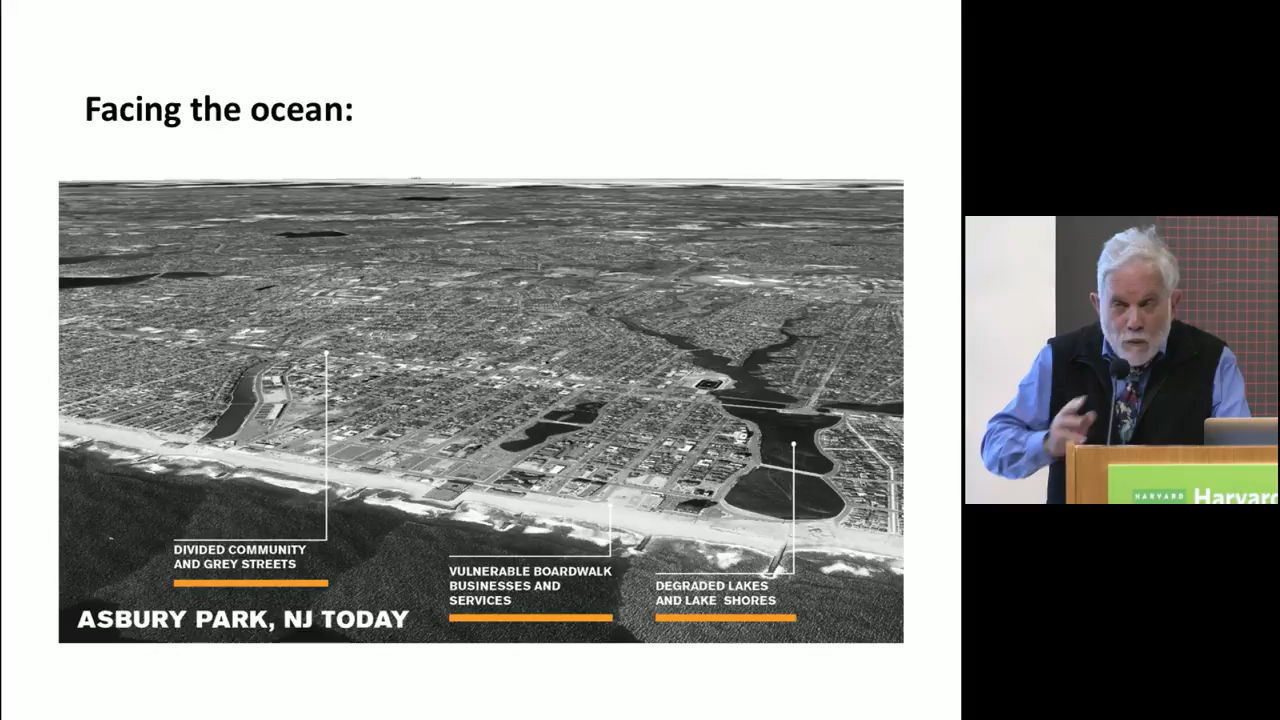 Facing the ocean:
DIVIDED COMMUNITY
AND GREY STREETS
VULNERABLE BOARDWALK
BUSINESSES AND
SERVICES
DEGRADED LAKES
AND LAKE SHORES
ASBURY PARK, NJ TODAY
HARVARD Harvard